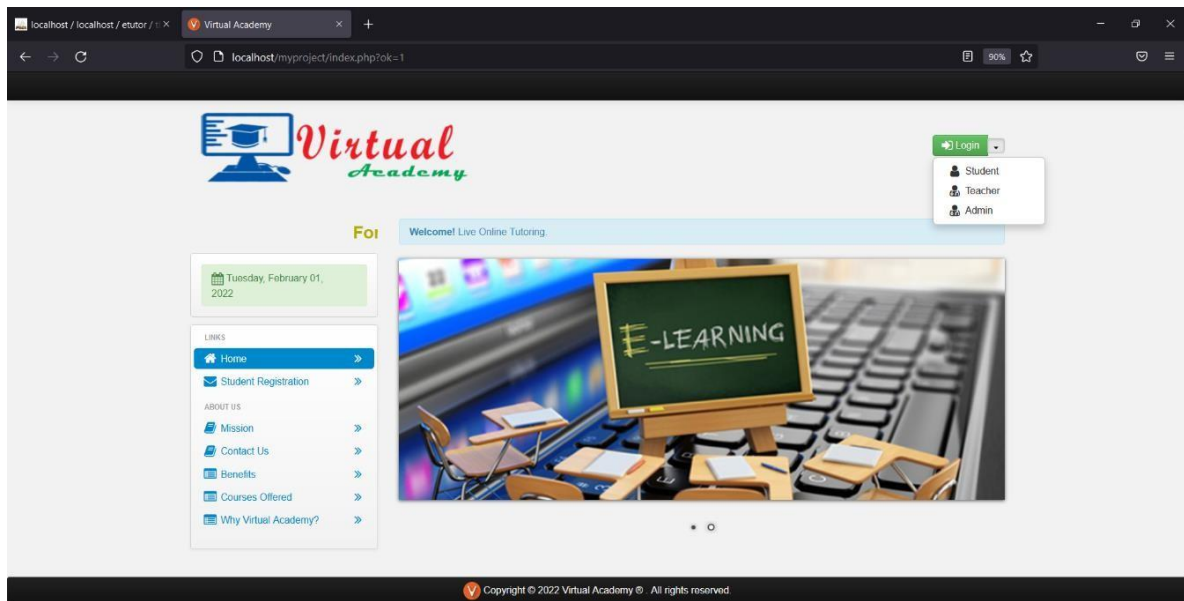 localhost / localhost / etutor / t
Virtual Academy
localhost/myproject/index.php?ok=1
90%
Virtual
Academy
Login
Student
Teacher
Admin
For
Welcome! Live Online Tutoring.
Tuesday, February 01,
2022
LINKS
Home
Student Registration
ABOUT US
Mission
Contact Us
Benefits
Courses Offered
Why Virtual Academy?
E-LEARNING
Copyright © 2022 Virtual Academy ® . All rights reserved.